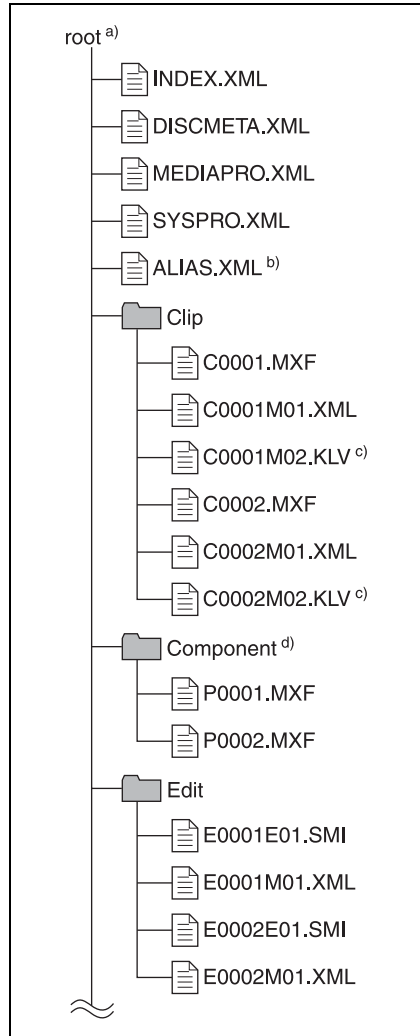 root a)
INDEX.XML
DISCMETA.XML
MEDIAPRO.XML
SYSPRO.XML
ALIAS.XML b)
Clip
C0001.MXF
C0001M01.XML
C0001M02.KLV c)
C0002.MXF
C0002M01.XML
C0002M02.KLV c)
Component d)
P0001.MXF
P0002.MXF
Edit
E0001E01.SMI
E0001M01.XML
E0002E01.SMI
E0002M01.XML